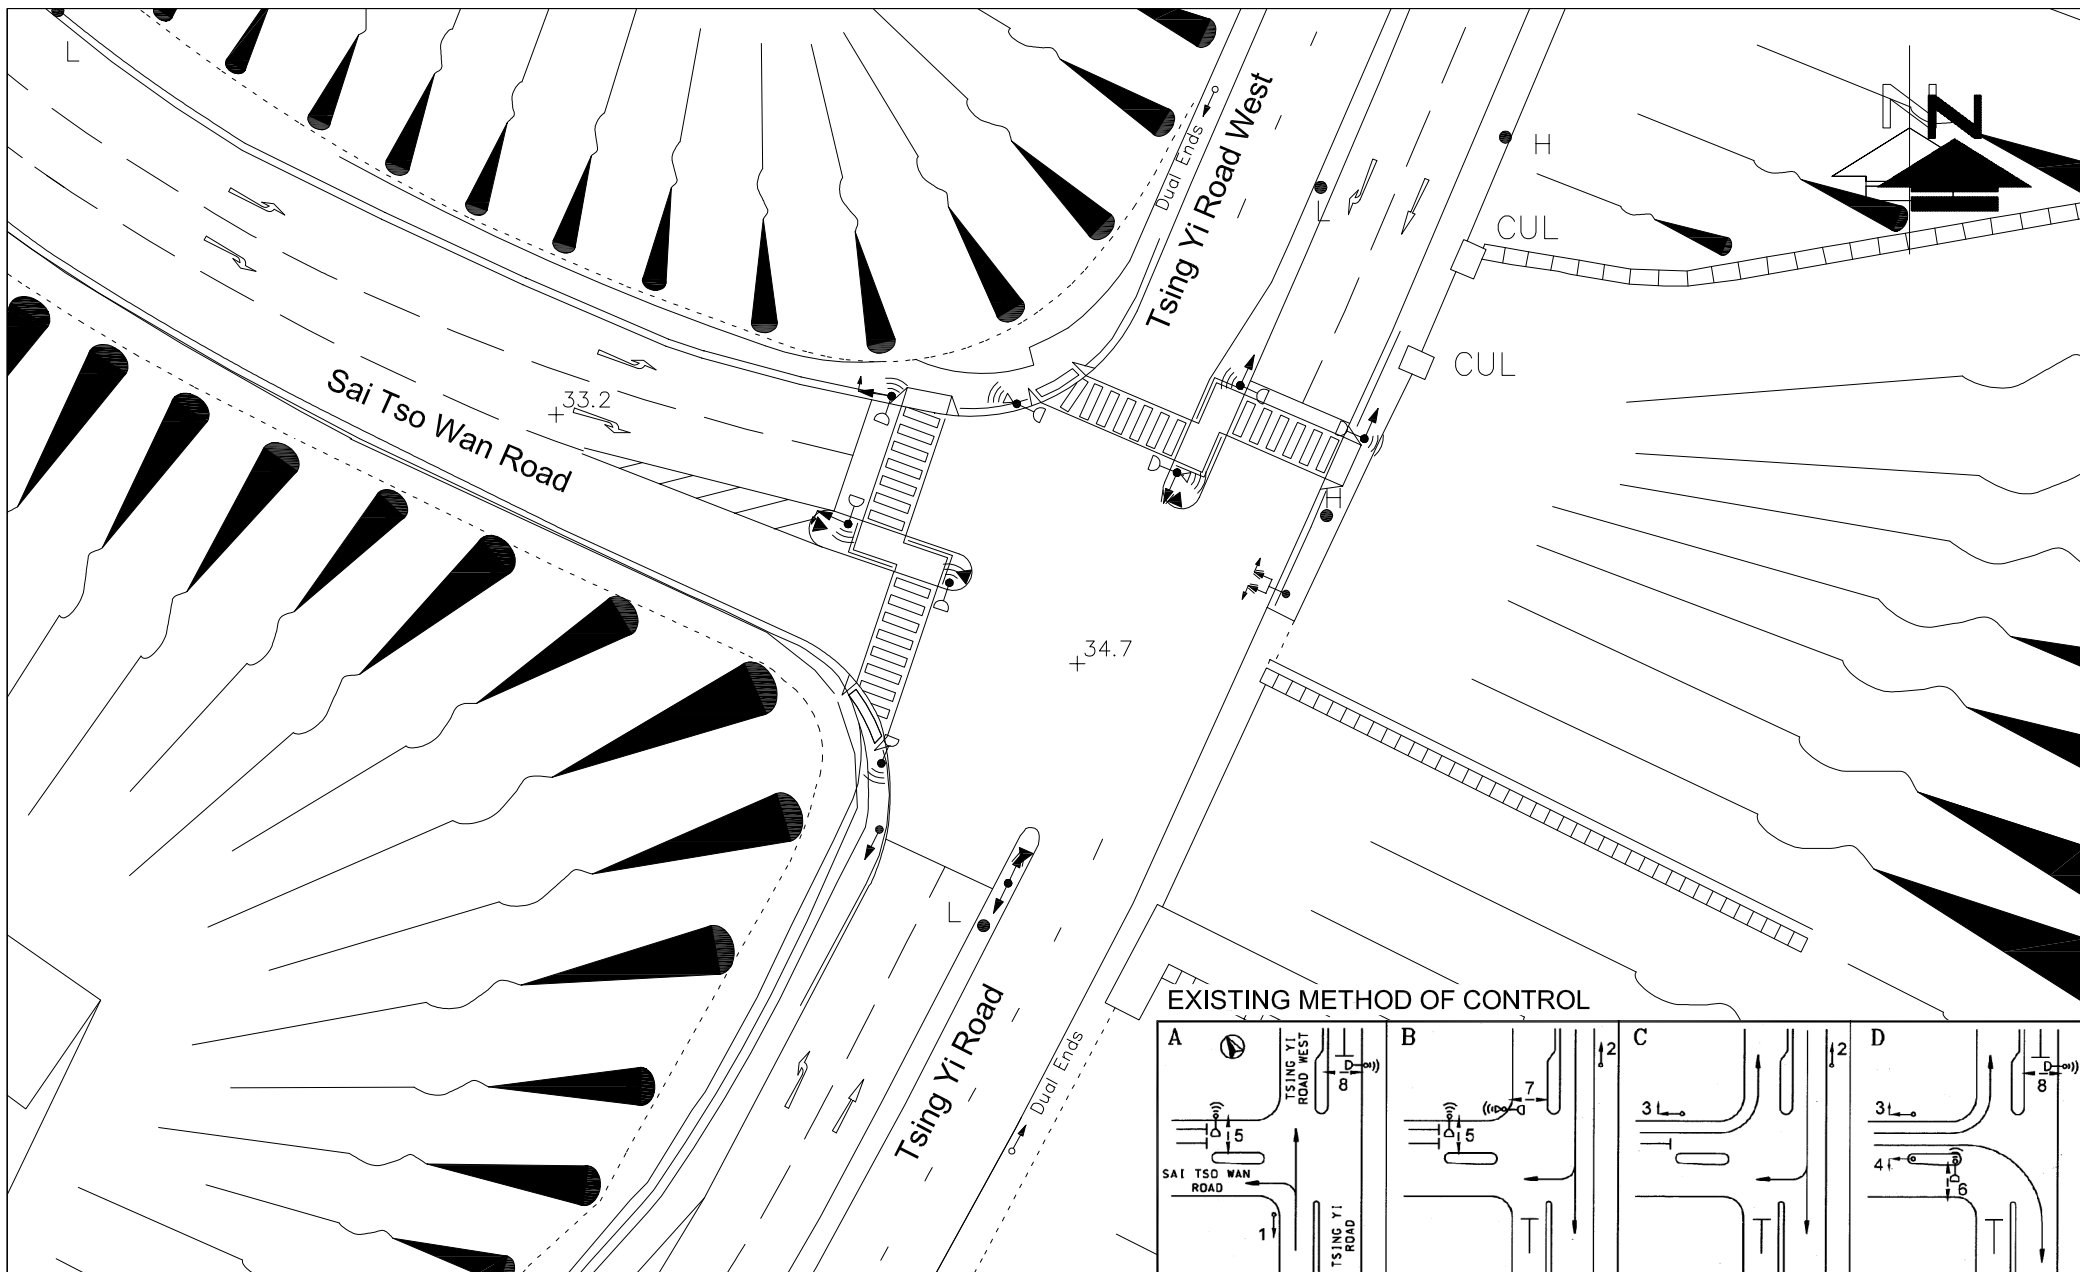 L
N
N
H
L
CUL
CUL
Dual Ends
Tsing Yi Road West
Sai Tso Wan Road
33.2
H
34.7
L
Tsing Yi Road
Dual Ends
EXISTING METHOD OF CONTROL
A
TSING YI
ROAD WEST
D
8
5
SAI TSO WAN
ROAD
1
TSING YI
ROAD
B
2
7
5
C
2
3
D
3
D
8
4
6